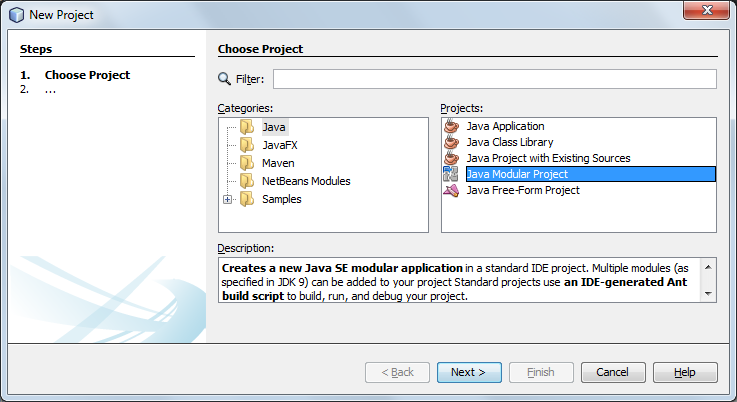 New Project
Steps
1. Choose Project
2. ...
Choose Project
Filter:
Categories:
Java
JavaFX
Maven
NetBeans Modules
Samples
Projects:
Java Application
Java Class Library
Java Project with Existing Sources
Java Modular Project
Java Free-Form Project
Description:
Creates a new Java SE modular application in a standard IDE project. Multiple modules (as
specified in JDK 9) can be added to your project Standard projects use an IDE-generated Ant
build script to build, run, and debug your project.
< Back
Next >
Finish
Cancel
Help